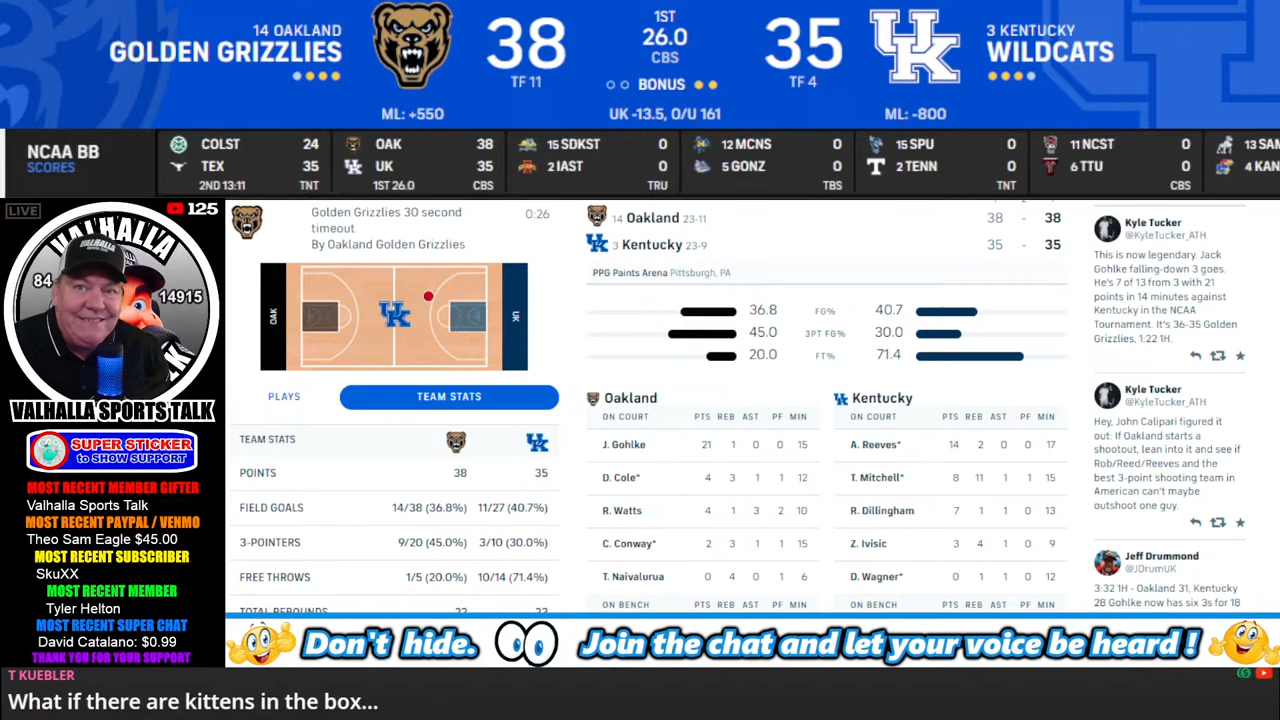 14 OAKLAND
GOLDEN GRIZZLIES
38
TF 11
ML: +550
1ST
26.0
CBS
BONUS
UK -13.5, O/U 161
35
TF 4
ML: -800
3 KENTUCKY
WILDCATS
NCAA BB
SCORES
COLST 24
TEX 35
2ND 13:11 TNT
OAK 38
UK 35
1ST 26.0 CBS
15 SDKST 0
2 IAST 0
TRU
12 MCNS 0
5 GONZ 0
TBS
15 SPU 0
2 TENN 0
TNT
11 NCST 0
6 TTU 0
CBS
13 SAM
4 KAN
LIVE
125
VALHALLA
84
14915
VALHALLA SPORTS TALK
SUPER STICKER
to SHOW SUPPORT
MOST RECENT MEMBER GIFTER
Valhalla Sports Talk
MOST RECENT PAYPAL / VENMO
Theo Sam Eagle $45.00
MOST RECENT SUBSCRIBER
SkuXX
MOST RECENT MEMBER
Tyler Helton
MOST RECENT SUPER CHAT
David Catalano: $0.99
THANK YOU FOR YOUR SUPPORT
Golden Grizzlies 30 second
timeout
By Oakland Golden Grizzlies
0:26
OAK
UK
PLAYS
TEAM STATS
TEAM STATS
POINTS 38 35
FIELD GOALS 14/38 (36.8%) 11/27 (40.7%)
3-POINTERS 9/20 (45.0%) 3/10 (30.0%)
FREE THROWS 1/5 (20.0%) 10/14 (71.4%)
TOTAL REBOUNDS 22 22
14 Oakland 23-11 38 - 38
3 Kentucky 23-9 35 - 35
PPG Paints Arena Pittsburgh, PA
36.8 FG% 40.7
45.0 3PT FG% 30.0
20.0 FT% 71.4
Oakland
ON COURT PTS REB AST PF MIN
J. Gohlke 21 1 0 0 15
D. Cole* 4 3 1 1 12
R. Watts 4 1 3 2 10
C. Conway* 2 3 1 1 15
T. Naivalurua 0 4 1 1 6
ON BENCH PTS REB AST PF MIN
Kentucky
ON COURT PTS REB AST PF MIN
A. Reeves* 14 2 0 0 17
T. Mitchell* 8 11 1 1 15
R. Dillingham 7 1 1 0 13
Z. Ivisic 3 4 1 0 9
D. Wagner* 0 1 1 0 12
ON BENCH PTS REB AST PF MIN
Kyle Tucker
@KyleTucker_ATH
This is now legendary. Jack
Gohlke falling-down 3 goes.
He's 7 of 13 from 3 with 21
points in 14 minutes against
Kentucky in the NCAA
Tournament. It's 36-35 Golden
Grizzlies, 1:22 1H.
Kyle Tucker
@KyleTucker_ATH
Hey, John Calipari figured it
out: If Oakland starts a
shootout, lean into it and see if
Rob/Reed/Reeves and the
best 3-point shooting team in
American can't maybe
outshoot one guy.
Jeff Drummond
@JDrumUK
3:32 1H - Oakland 31, Kentucky
28 Gohlke now has six 3s for 18
Don't hide.
Join the chat and let your voice be heard !
T KUEBLER
What if there are kittens in the box...